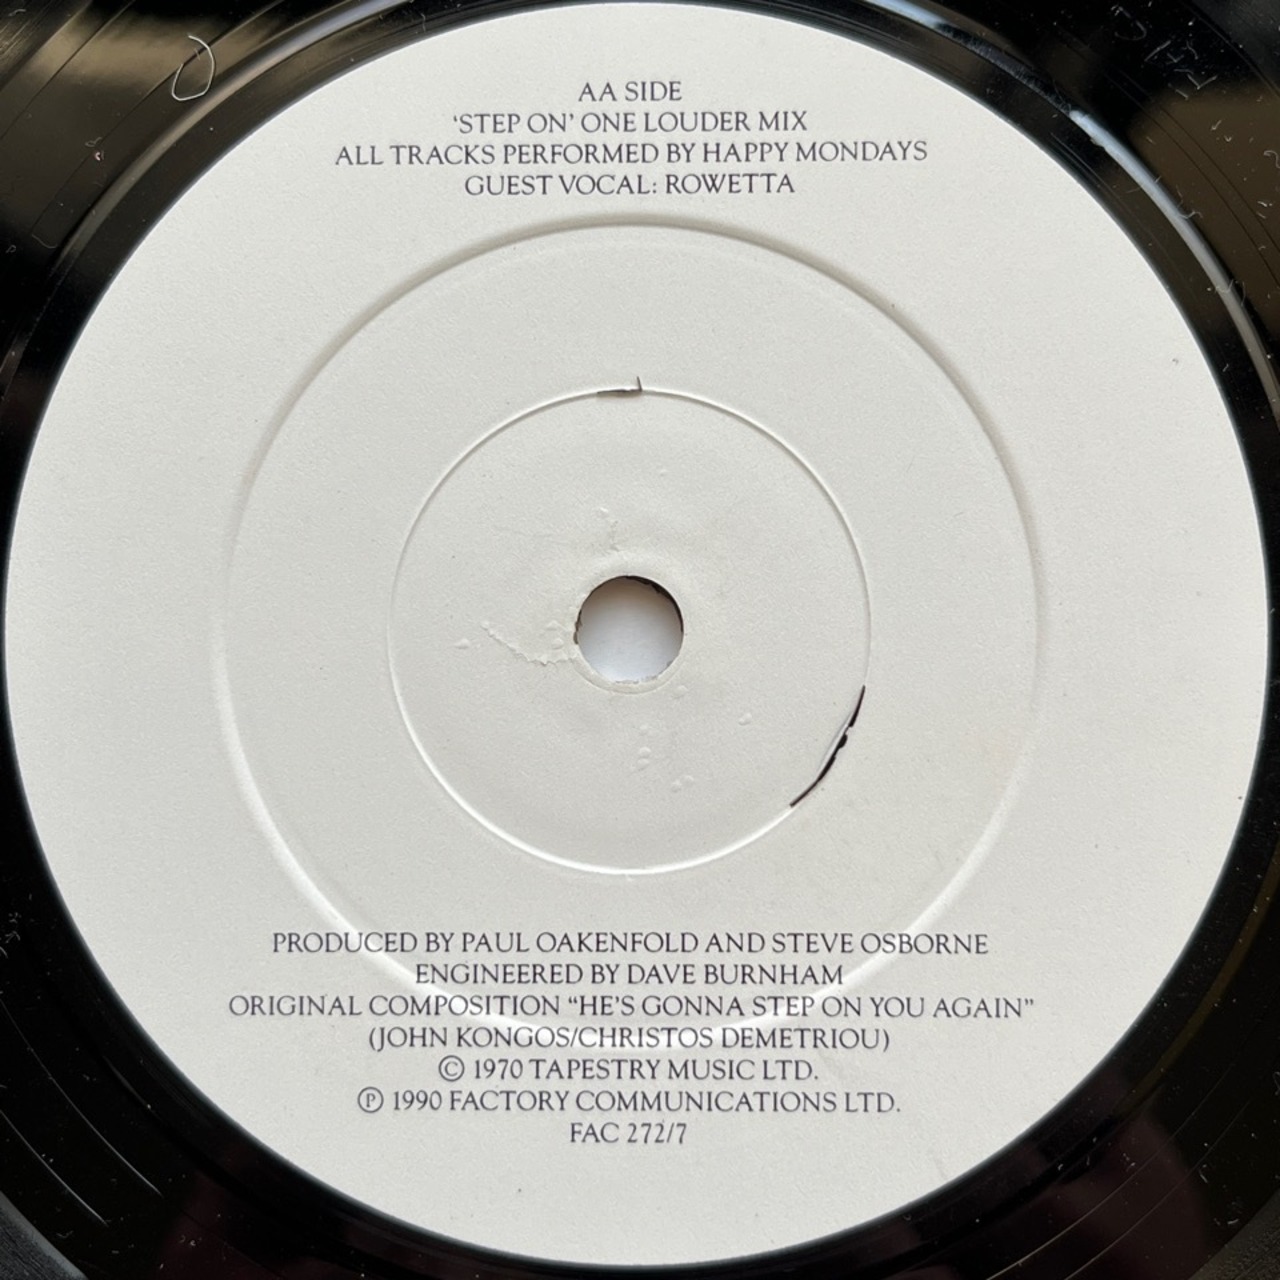 AA SIDE
‘STEP ON’ ONE LOUDER MIX
ALL TRACKS PERFORMED BY HAPPY MONDAYS
GUEST VOCAL: ROWETTA
PRODUCED BY PAUL OAKENFOLD AND STEVE OSBORNE
ENGINEERED BY DAVE BURNHAM
ORIGINAL COMPOSITION “HE’S GONNA STEP ON YOU AGAIN”
(JOHN KONGOS/CHRISTOS DEMETRIOU)
© 1970 TAPESTRY MUSIC LTD.
℗ 1990 FACTORY COMMUNICATIONS LTD.
FAC 272/7